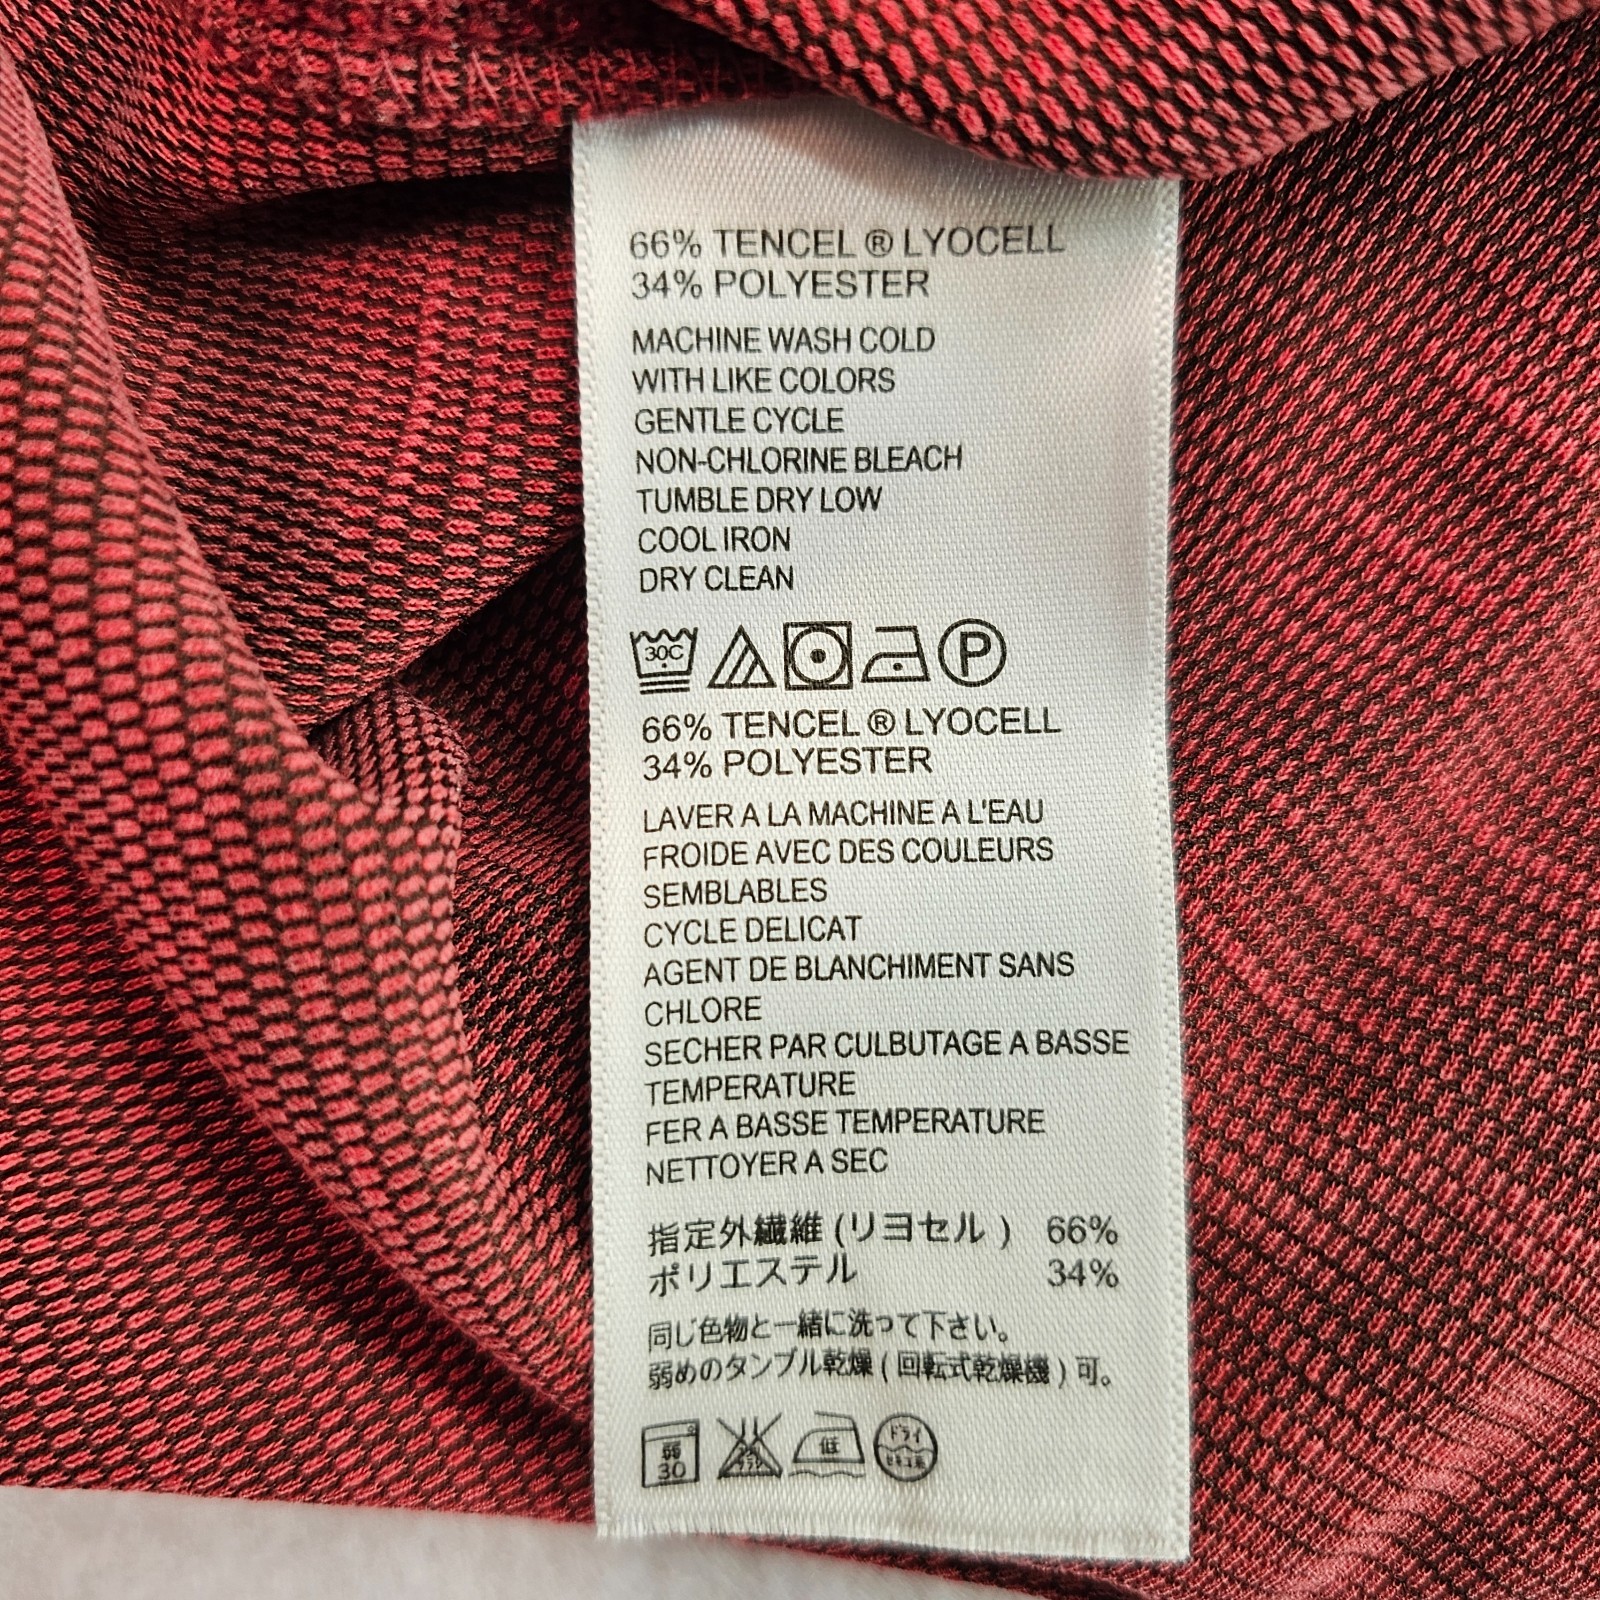 66% TENCEL ® LYOCELL
34% POLYESTER
MACHINE WASH COLD
WITH LIKE COLORS
GENTLE CYCLE
NON-CHLORINE BLEACH
TUMBLE DRY LOW
COOL IRON
DRY CLEAN
30C P
66% TENCEL ® LYOCELL
34% POLYESTER
LAVER A LA MACHINE A L'EAU
FROIDE AVEC DES COULEURS
SEMBLABLES
CYCLE DELICAT
AGENT DE BLANCHIMENT SANS
CHLORE
SECHER PAR CULBUTAGE A BASSE
TEMPERATURE
FER A BASSE TEMPERATURE
NETTOYER A SEC
指定外繊維 (リヨセル) 66%
ポリエステル 34%
同じ色物と一緒に洗って下さい。
弱めのタンブル乾燥 (回転式乾燥機) 可。
弱 低 ドライ
30